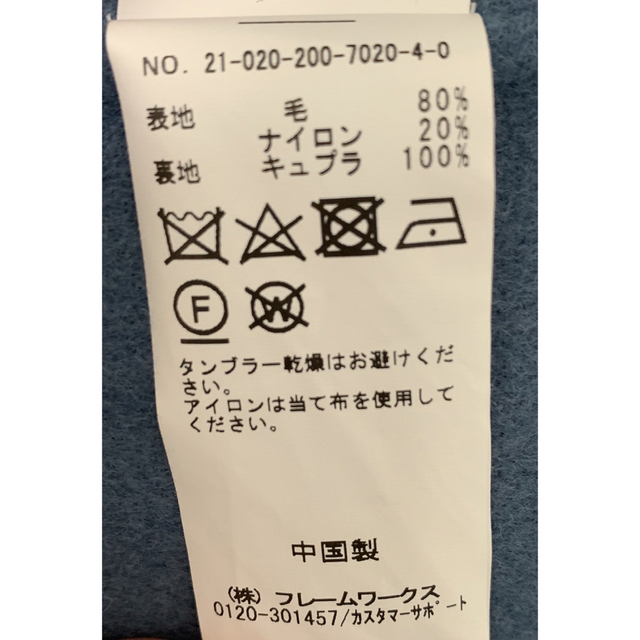 NO. 21-020-200-7020-4-0
表地 毛 80%
ナイロン 20%
裏地 キュプラ 100%
F W
タンブラー乾燥はお避けくだ
さい。
アイロンは当て布を使用して
ください。
中国製
(株) フレームワークス
0120-301457/カスタマーサポート